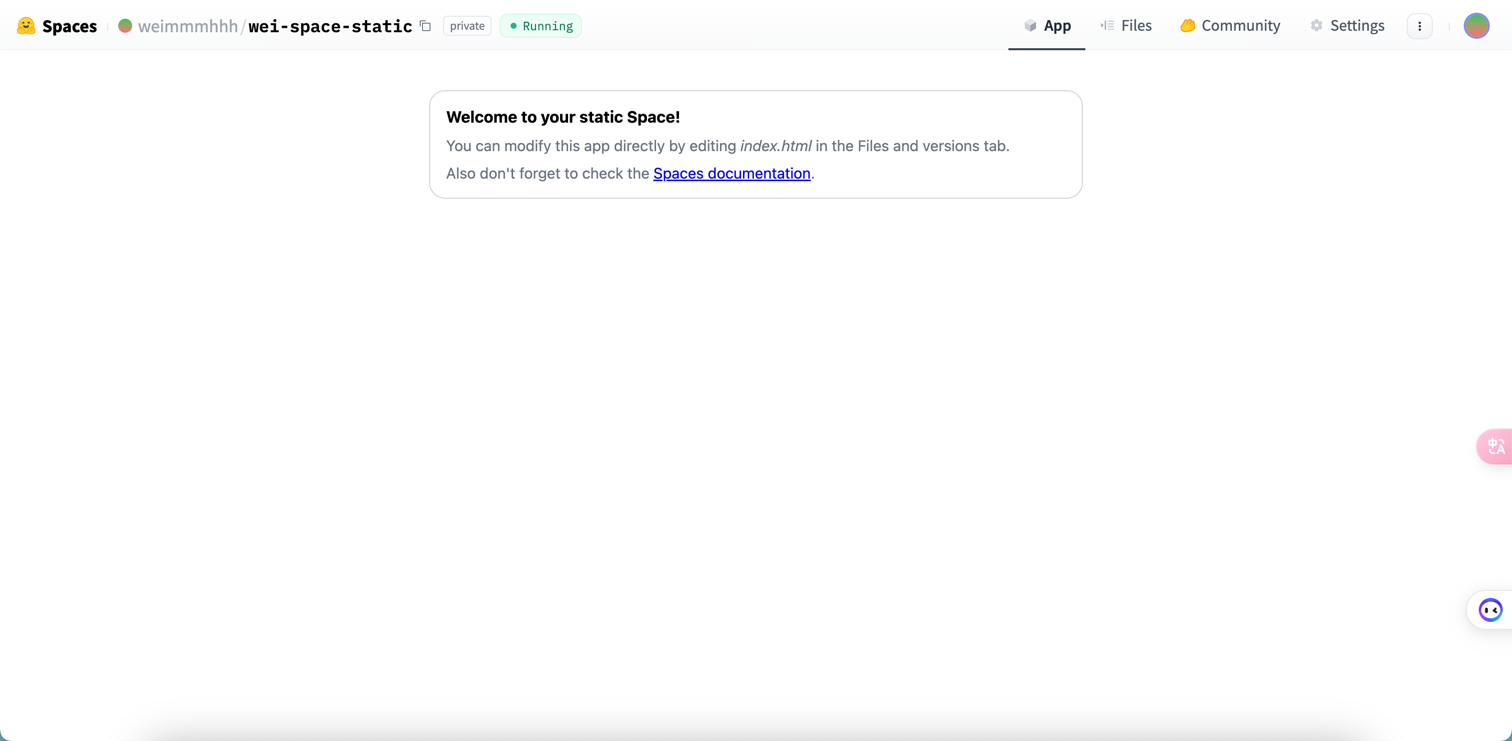 Spaces weimmmhhh/wei-space-static private Running App Files Community Settings
Welcome to your static Space!
You can modify this app directly by editing index.html in the Files and versions tab.
Also don't forget to check the Spaces documentation.
中A